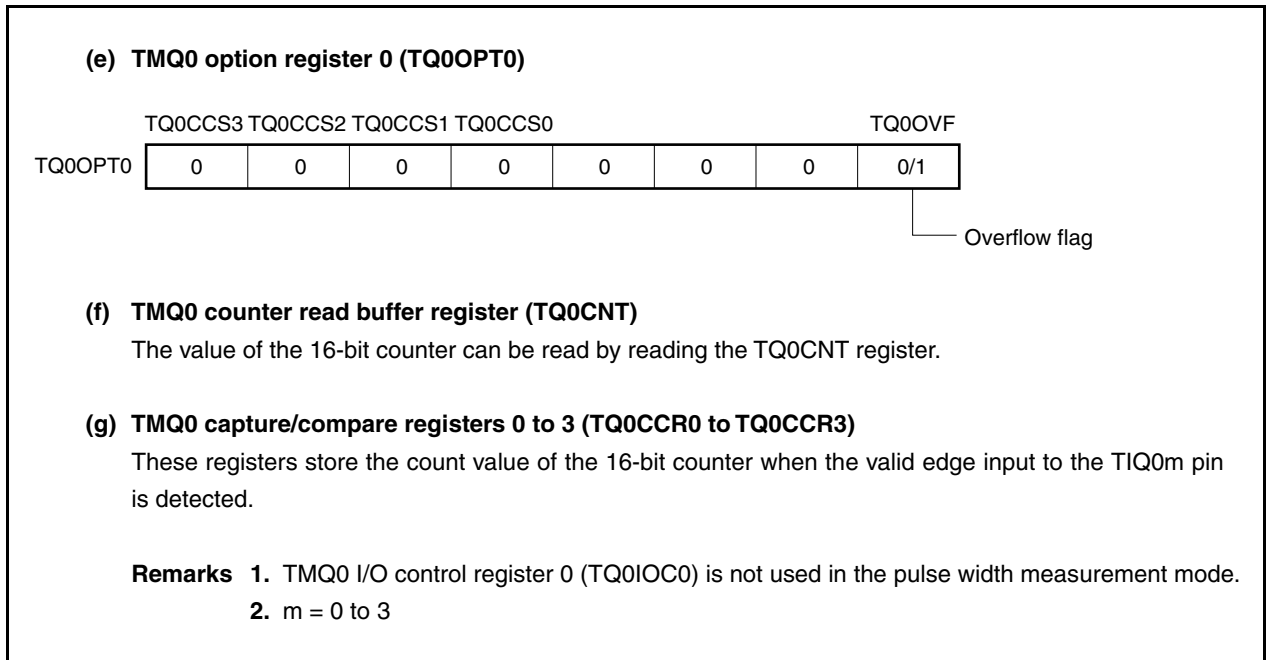 (e) TMQ0 option register 0 (TQ0OPT0)
TQ0CCS3 TQ0CCS2 TQ0CCS1 TQ0CCS0 TQ0OVF
TQ0OPT0 0 0 0 0 0 0 0 0/1
Overflow flag
(f) TMQ0 counter read buffer register (TQ0CNT)
The value of the 16-bit counter can be read by reading the TQ0CNT register.
(g) TMQ0 capture/compare registers 0 to 3 (TQ0CCR0 to TQ0CCR3)
These registers store the count value of the 16-bit counter when the valid edge input to the TIQ0m pin
is detected.
Remarks 1. TMQ0 I/O control register 0 (TQ0IOC0) is not used in the pulse width measurement mode.
2. m = 0 to 3